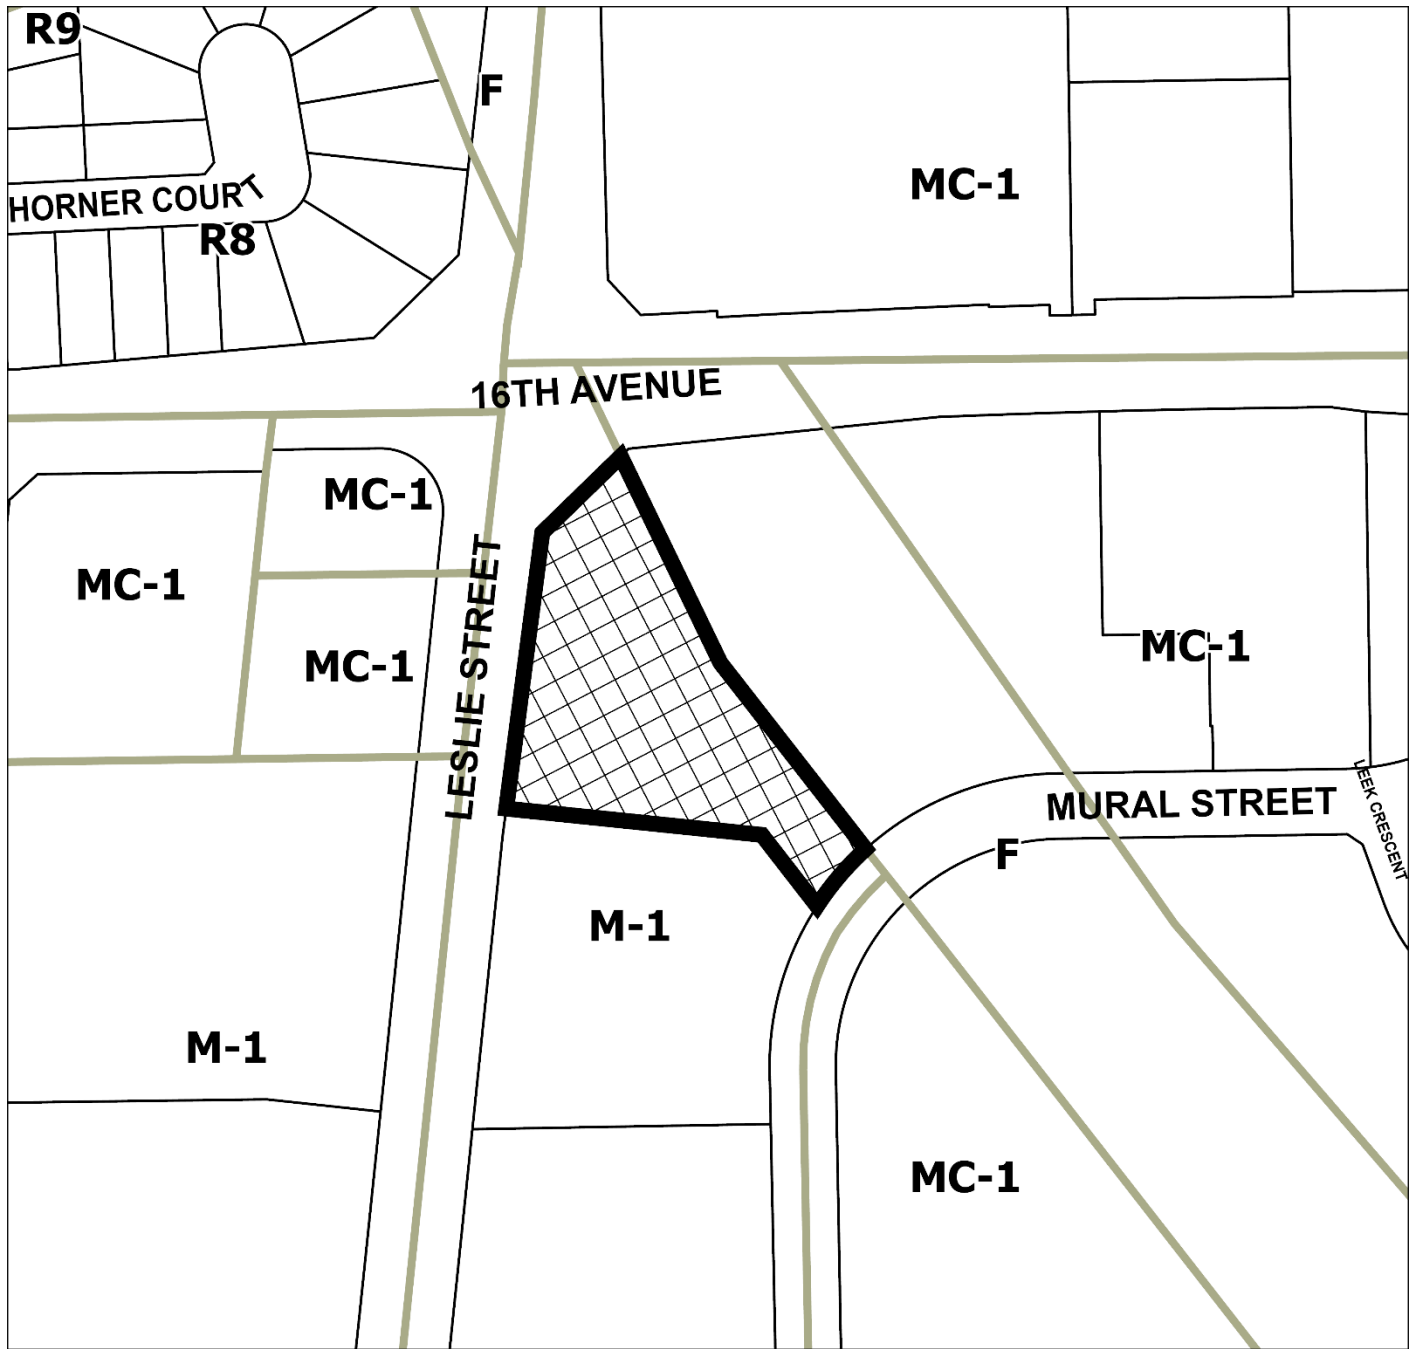 R9
F
MC-1
HORNER COURT
R8
16TH AVENUE
MC-1
MC-1
LESLIE STREET
MC-1
MC-1
LEEK CRESCENT
MURAL STREET
F
M-1
M-1
MC-1